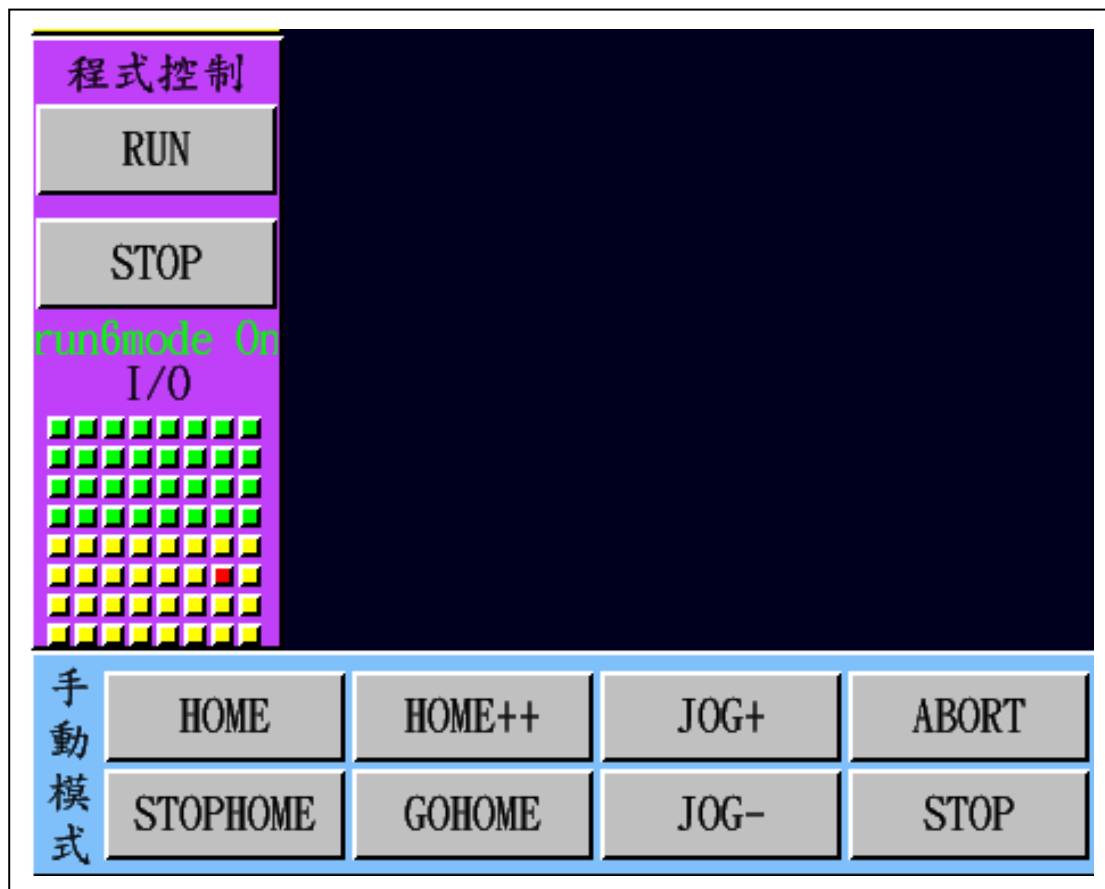 程式控制
RUN
STOP
run6mode On
I/O
手動模式
HOME
HOME++
JOG+
ABORT
STOPHOME
GOHOME
JOG-
STOP